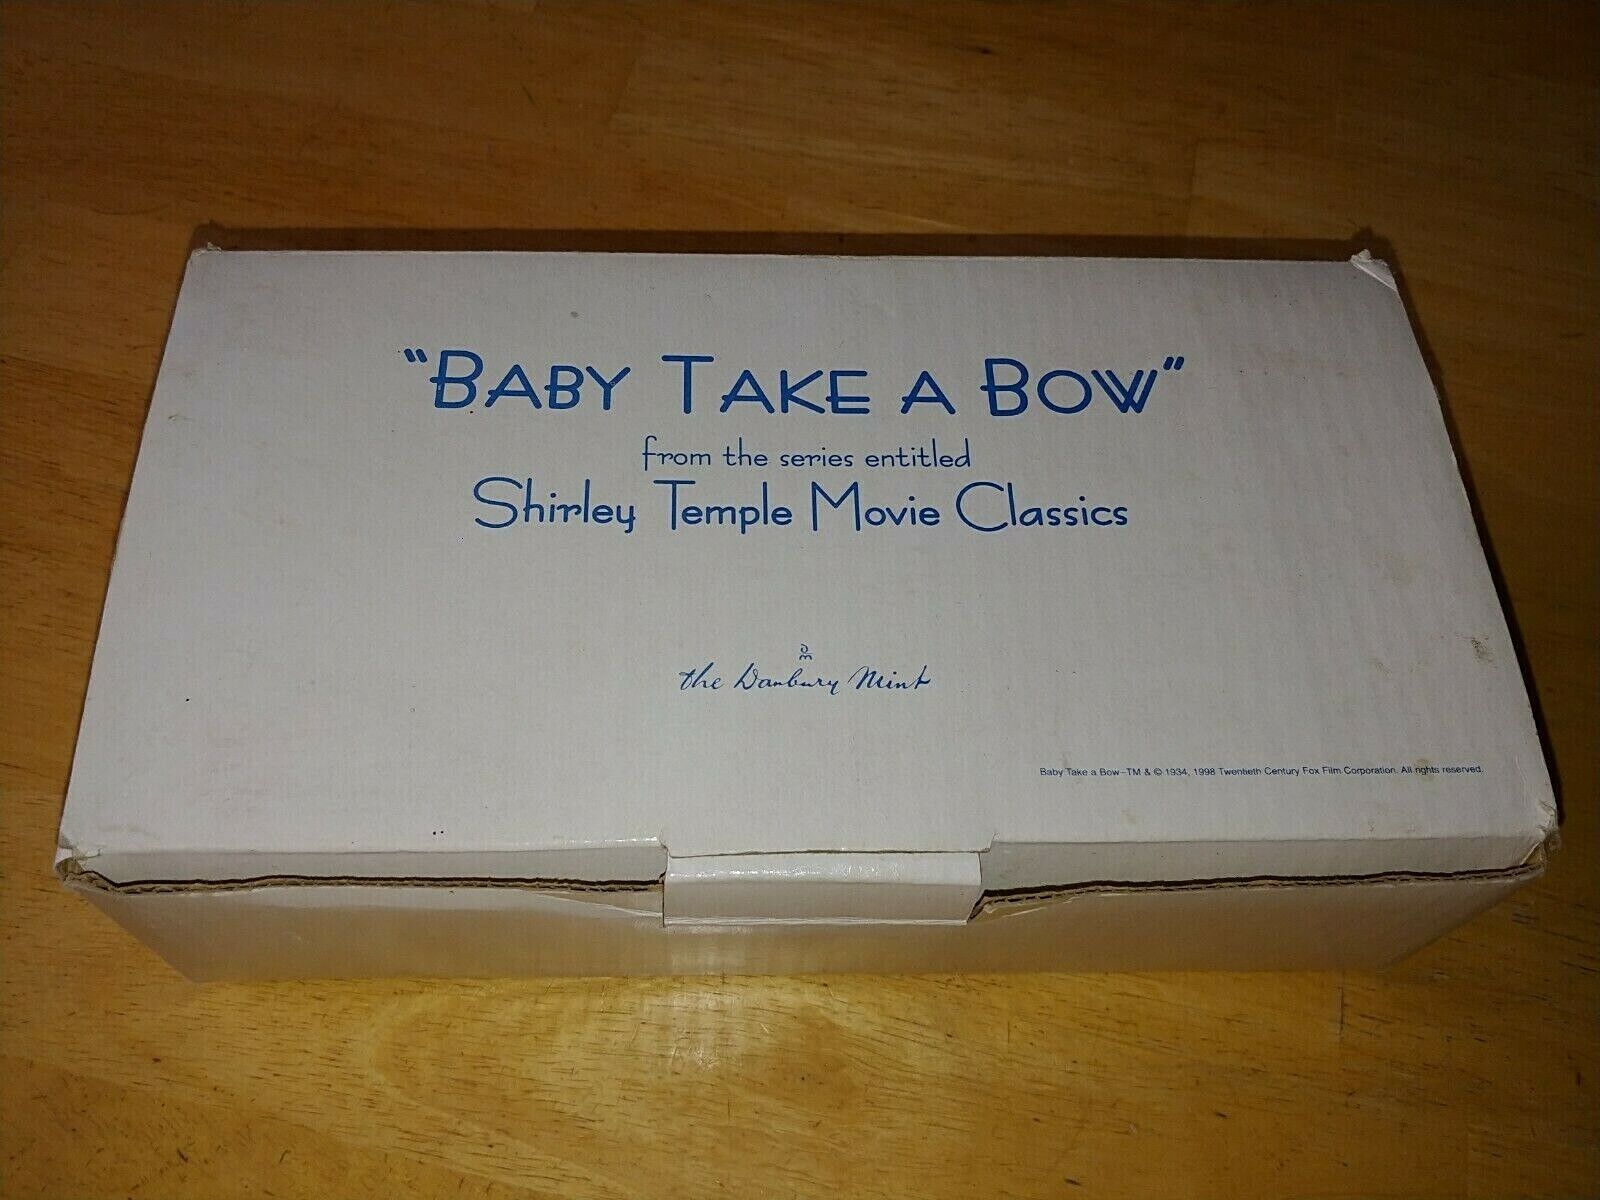 "BABY TAKE A BOW"
from the series entitled
Shirley Temple Movie Classics
DM
the Danbury Mint
Baby Take a Bow-TM & © 1934, 1998 Twentieth Century Fox Film Corporation. All rights reserved.